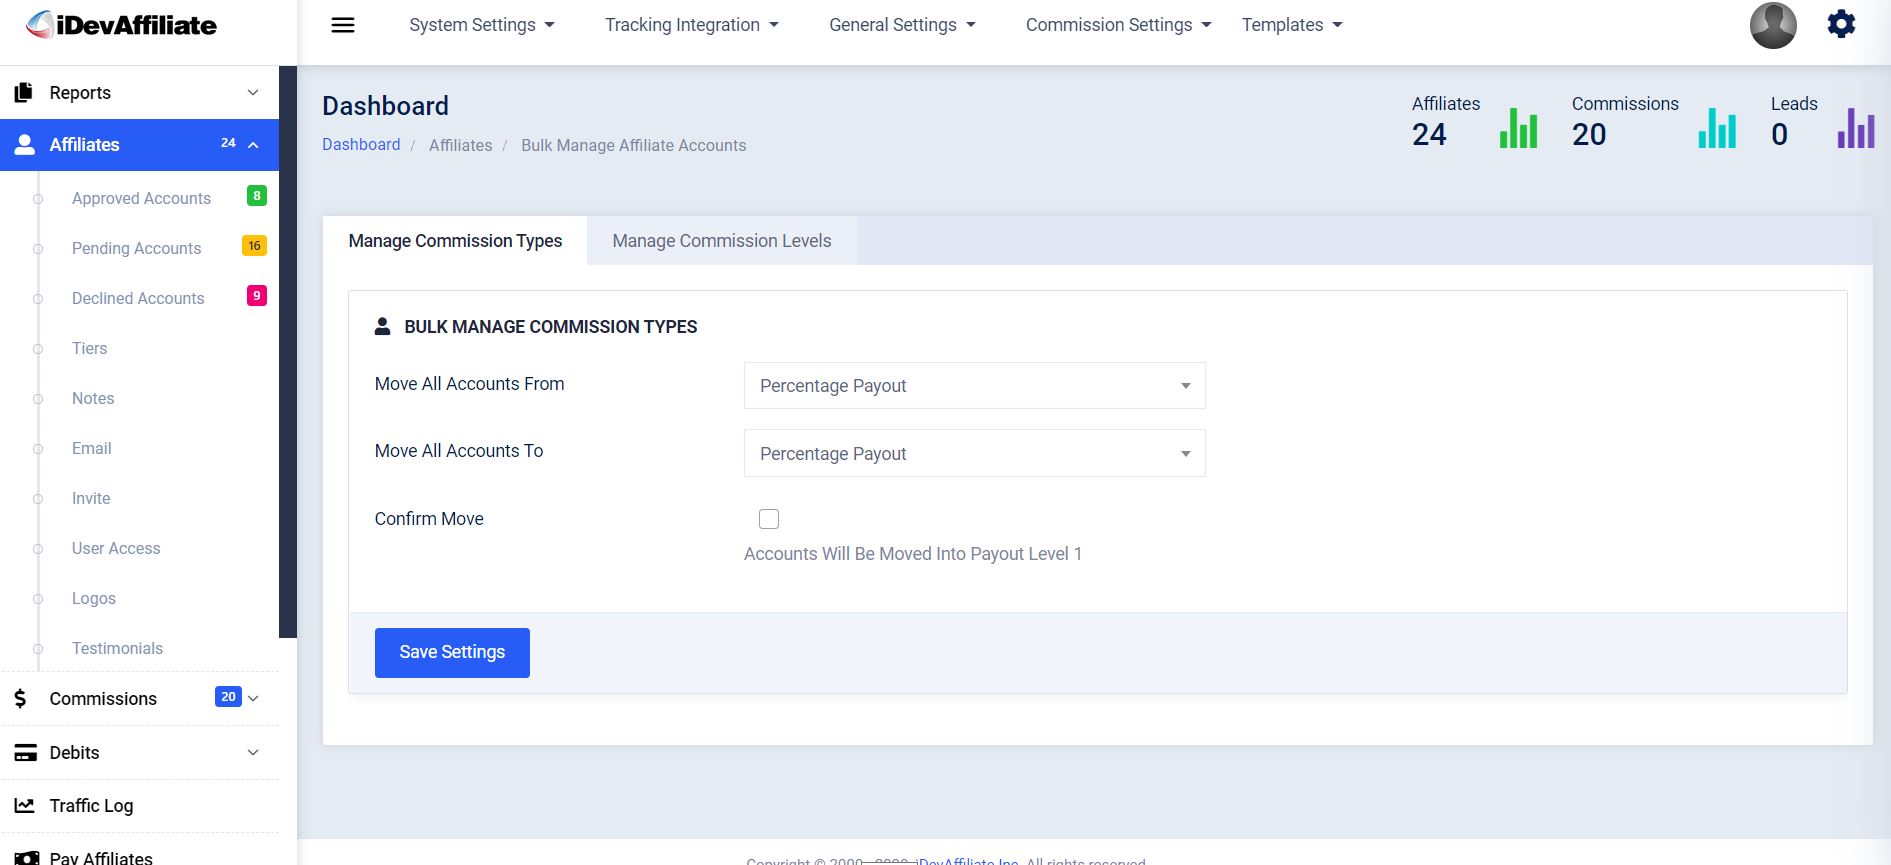 iDevAffiliate
System Settings
Tracking Integration
General Settings
Commission Settings
Templates
Reports
Affiliates 24
Approved Accounts 8
Pending Accounts 16
Declined Accounts 9
Tiers
Notes
Email
Invite
User Access
Logos
Testimonials
Commissions 20
Debits
Traffic Log
Pay Affiliates
Dashboard
Dashboard / Affiliates / Bulk Manage Affiliate Accounts
Affiliates
24
Commissions
20
Leads
0
Manage Commission Types
Manage Commission Levels
BULK MANAGE COMMISSION TYPES
Move All Accounts From
Percentage Payout
Move All Accounts To
Percentage Payout
Confirm Move
Accounts Will Be Moved Into Payout Level 1
Save Settings
Copyright © iDevAffiliate Inc. All rights reserved